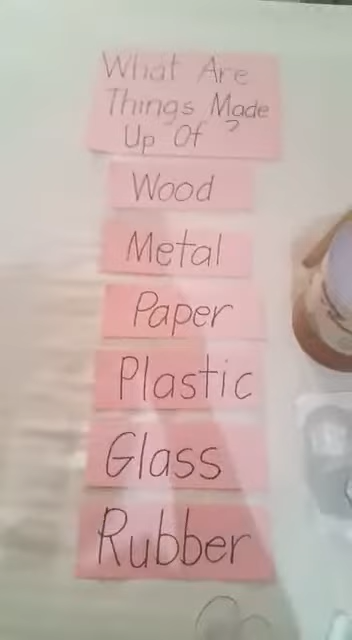 What Are
Things Made
Up Of ?
Wood
Metal
Paper
Plastic
Glass
Rubber